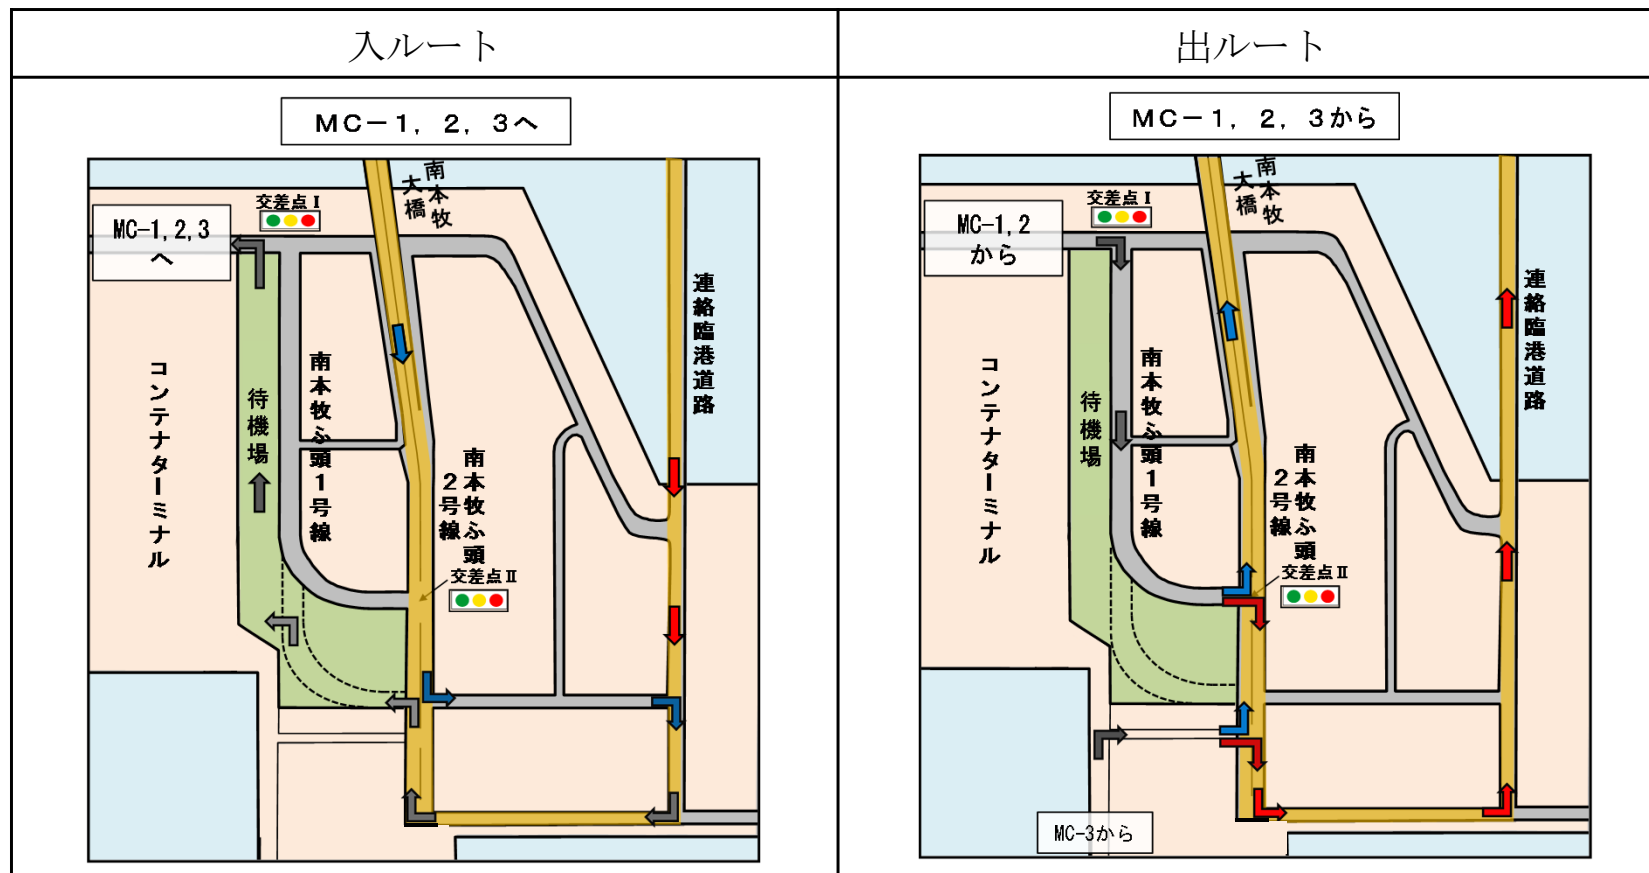 入ルート
出ルート
MC－1，2，3へ
南本牧
大橋
交差点Ⅰ
MC-1,2,3
へ
連絡臨港道路
コンテナターミナル
待機場
南本牧ふ頭1号線
南本牧ふ頭
2号線
交差点Ⅱ
MC－1，2，3から
南本牧
大橋
交差点Ⅰ
MC-1,2
から
連絡臨港道路
コンテナターミナル
待機場
南本牧ふ頭1号線
南本牧ふ頭
2号線
交差点Ⅱ
MC-3から